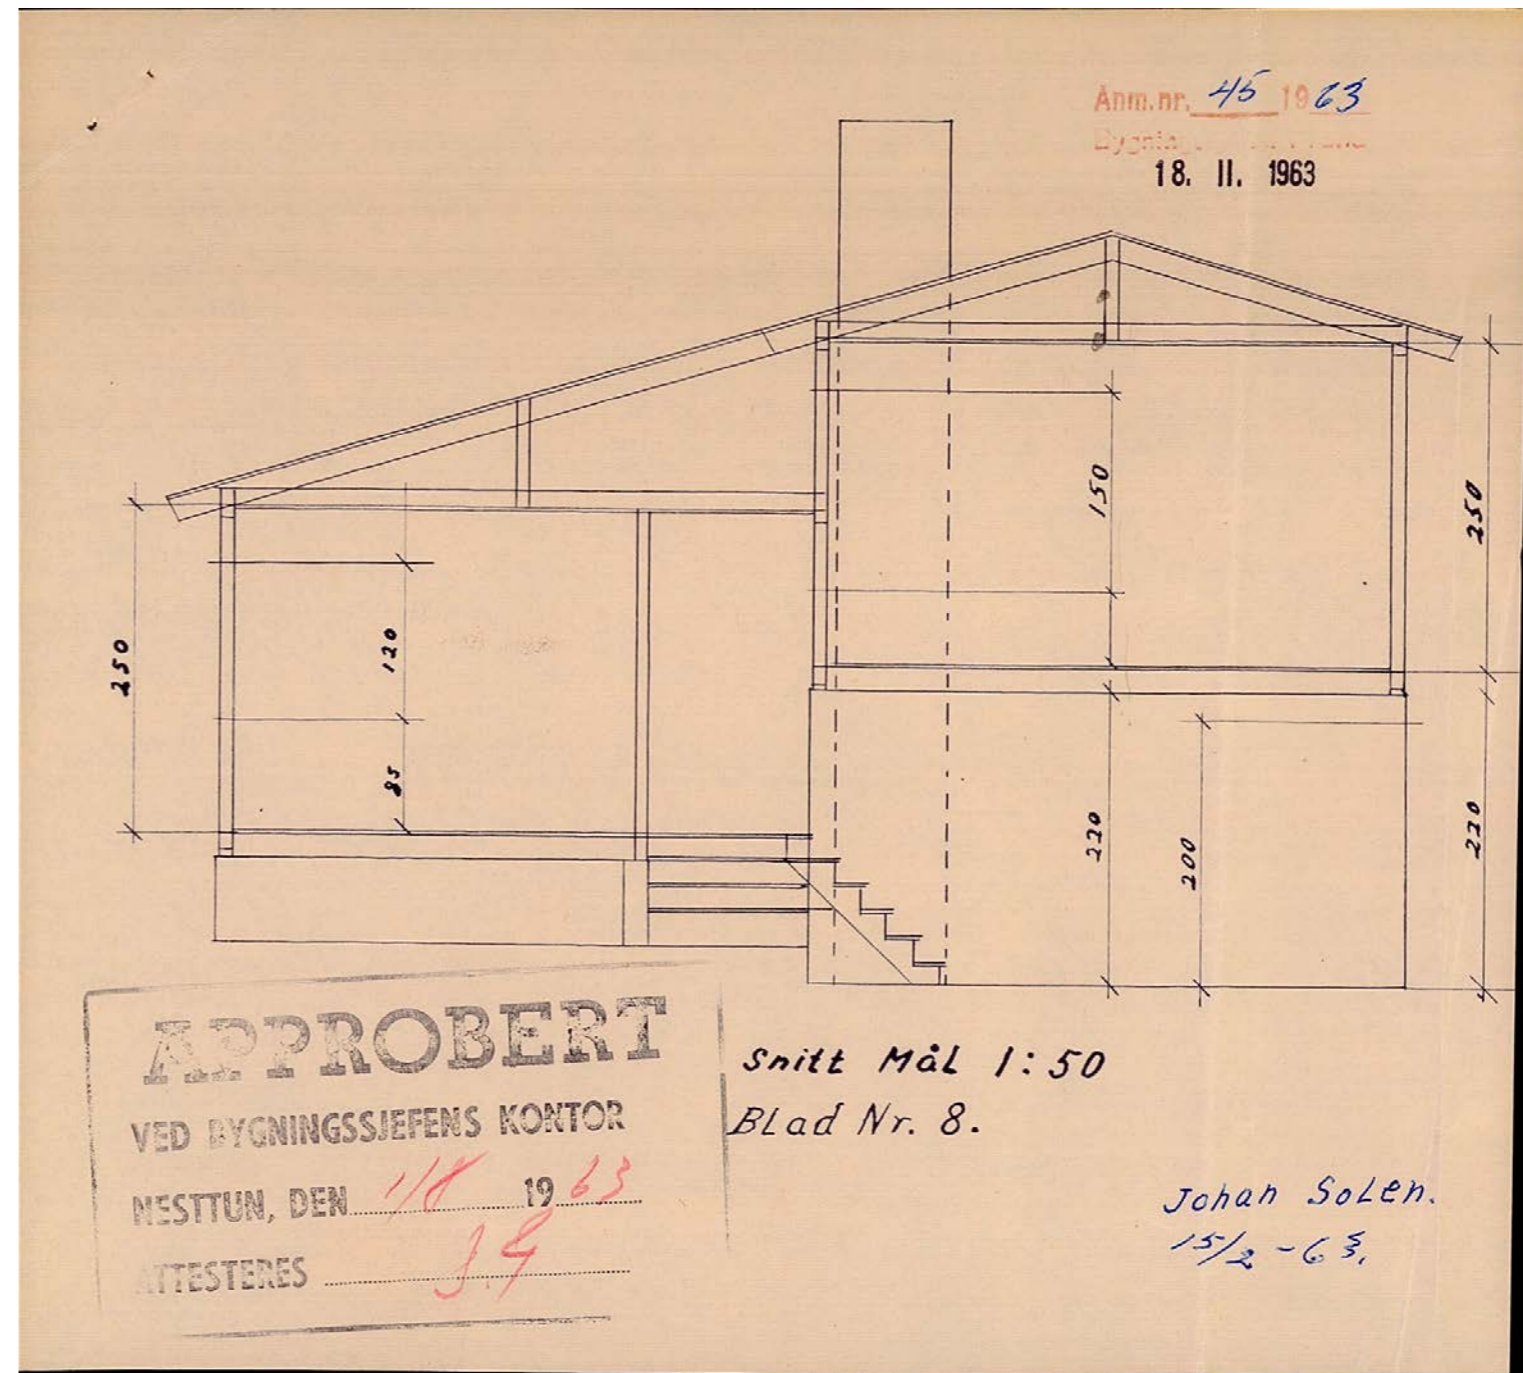 Anm.nr. 45 1963
18. II. 1963
150
250
250
120
85
220
200
220
APPROBERT
VED BYGNINGSSJEFENS KONTOR
NESTTUN, DEN 1/8 1963
ATTESTERES
Snitt Mål 1:50
Blad Nr. 8.
Johan Solen.
15/2-63.